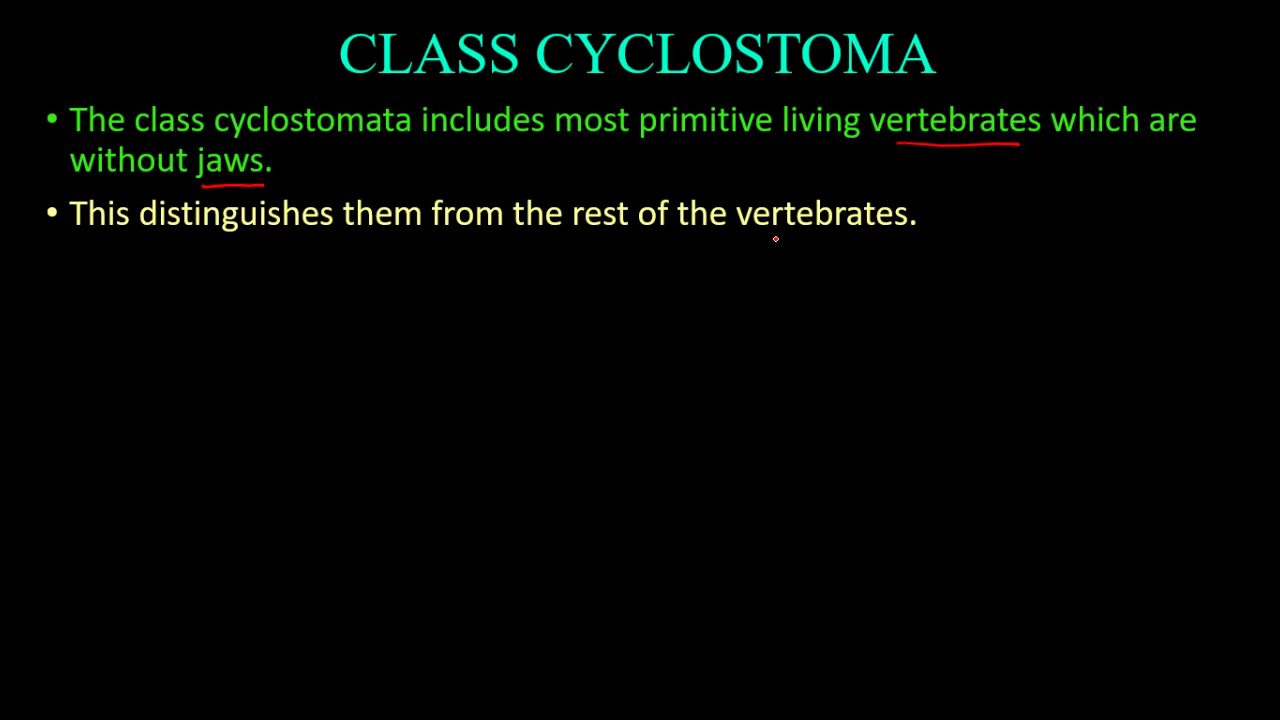 CLASS CYCLOSTOMA
• The class cyclostomata includes most primitive living vertebrates which are
without jaws.
• This distinguishes them from the rest of the vertebrates.